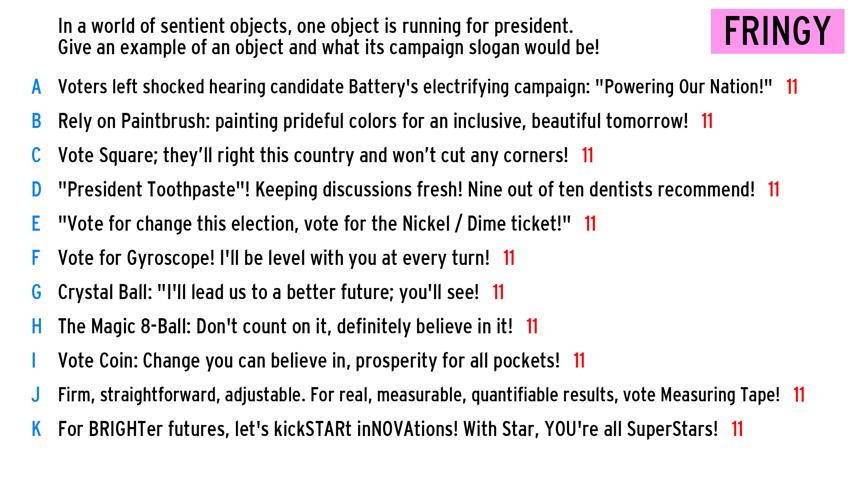 In a world of sentient objects, one object is running for president.
Give an example of an object and what its campaign slogan would be!
FRINGY
A Voters left shocked hearing candidate Battery's electrifying campaign: "Powering Our Nation!" 11
B Rely on Paintbrush: painting prideful colors for an inclusive, beautiful tomorrow! 11
C Vote Square; they’ll right this country and won’t cut any corners! 11
D "President Toothpaste"! Keeping discussions fresh! Nine out of ten dentists recommend! 11
E "Vote for change this election, vote for the Nickel / Dime ticket!" 11
F Vote for Gyroscope! I'll be level with you at every turn! 11
G Crystal Ball: "I'll lead us to a better future; you'll see! 11
H The Magic 8-Ball: Don't count on it, definitely believe in it! 11
I Vote Coin: Change you can believe in, prosperity for all pockets! 11
J Firm, straightforward, adjustable. For real, measurable, quantifiable results, vote Measuring Tape! 11
K For BRIGHTer futures, let's kickSTARt inNOVAtions! With Star, YOU're all SuperStars! 11